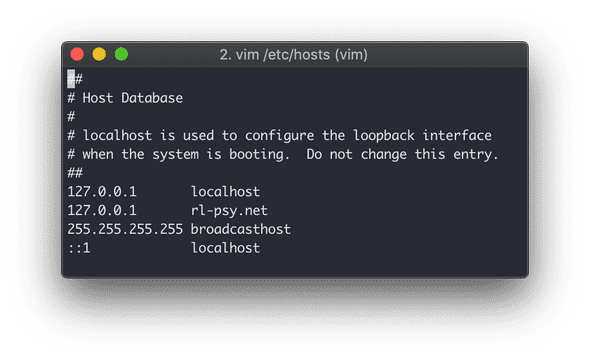 2. vim /etc/hosts (vim)
##
# Host Database
#
# localhost is used to configure the loopback interface
# when the system is booting.  Do not change this entry.
##
127.0.0.1       localhost
127.0.0.1       rl-psy.net
255.255.255.255 broadcasthost
::1             localhost